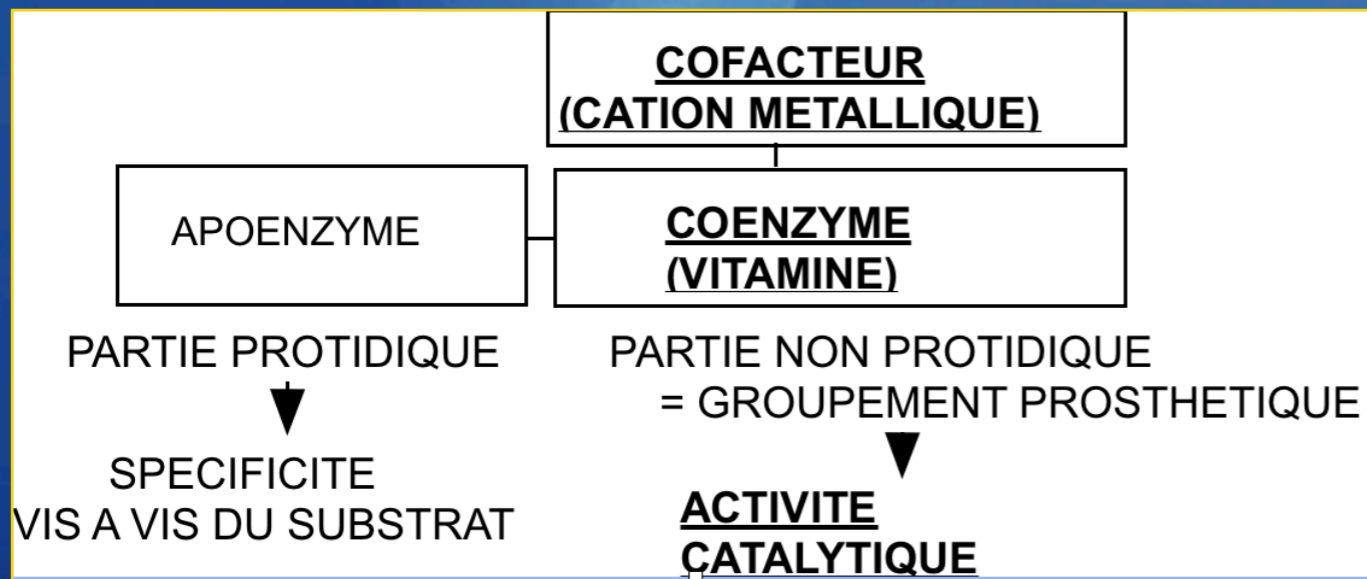 COFACTEUR
(CATION METALLIQUE)
APOENZYME
COENZYME
(VITAMINE)
PARTIE PROTIDIQUE
PARTIE NON PROTIDIQUE
= GROUPEMENT PROSTHETIQUE
SPECIFICITE
VIS A VIS DU SUBSTRAT
ACTIVITE
CATALYTIQUE